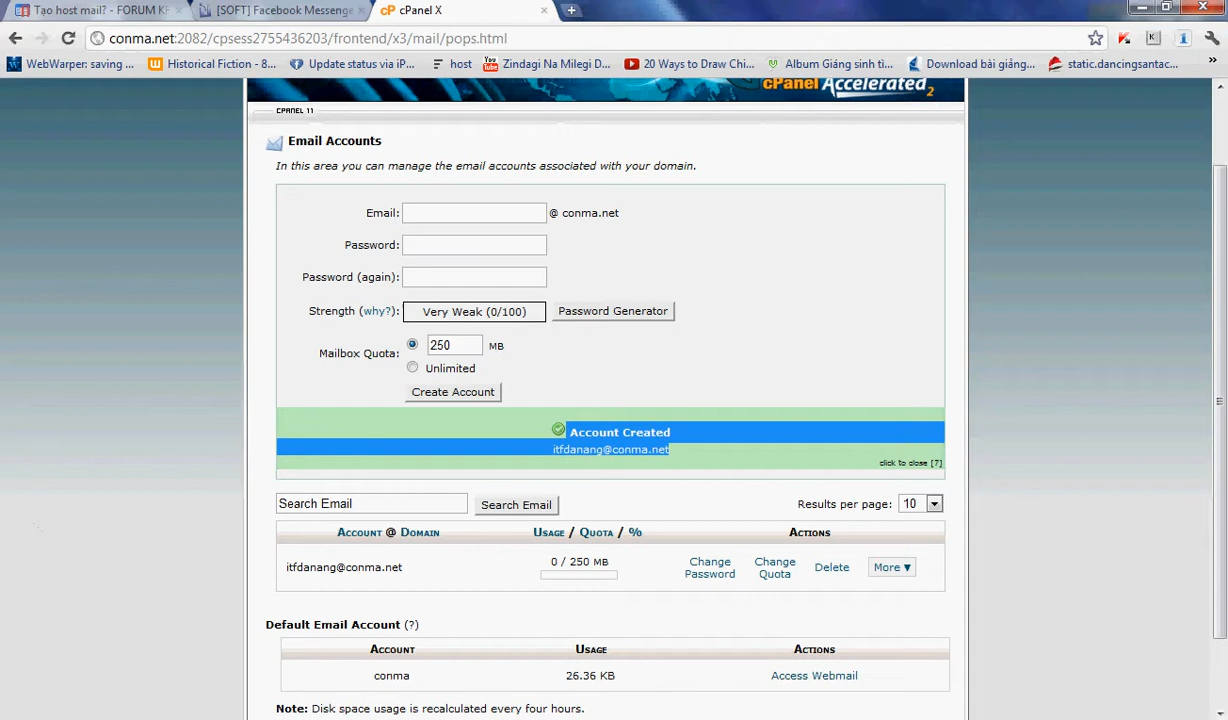 Tạo host mail? - FORUM KH
[SOFT] Facebook Messenge
cPanel X
conma.net:2082/cpsess2755436203/frontend/x3/mail/pops.html
WebWarper: saving ...
Historical Fiction - 8...
Update status via iP...
host
Zindagi Na Milegi D...
20 Ways to Draw Chi...
Album Giáng sinh tì...
Download bài giảng...
static.dancingsantac...
cPanel Accelerated2
CPANEL 11
Email Accounts
In this area you can manage the email accounts associated with your domain.
Email: @ conma.net
Password:
Password (again):
Strength (why?): Very Weak (0/100) Password Generator
Mailbox Quota: 250 MB
Unlimited
Create Account
Account Created
itfdanang@conma.net
click to close [7]
Search Email Search Email Results per page: 10
Account @ Domain Usage / Quota / % Actions
itfdanang@conma.net 0 / 250 MB Change Password Change Quota Delete More ▼
Default Email Account (?)
Account Usage Actions
conma 26.36 KB Access Webmail
Note: Disk space usage is recalculated every four hours.